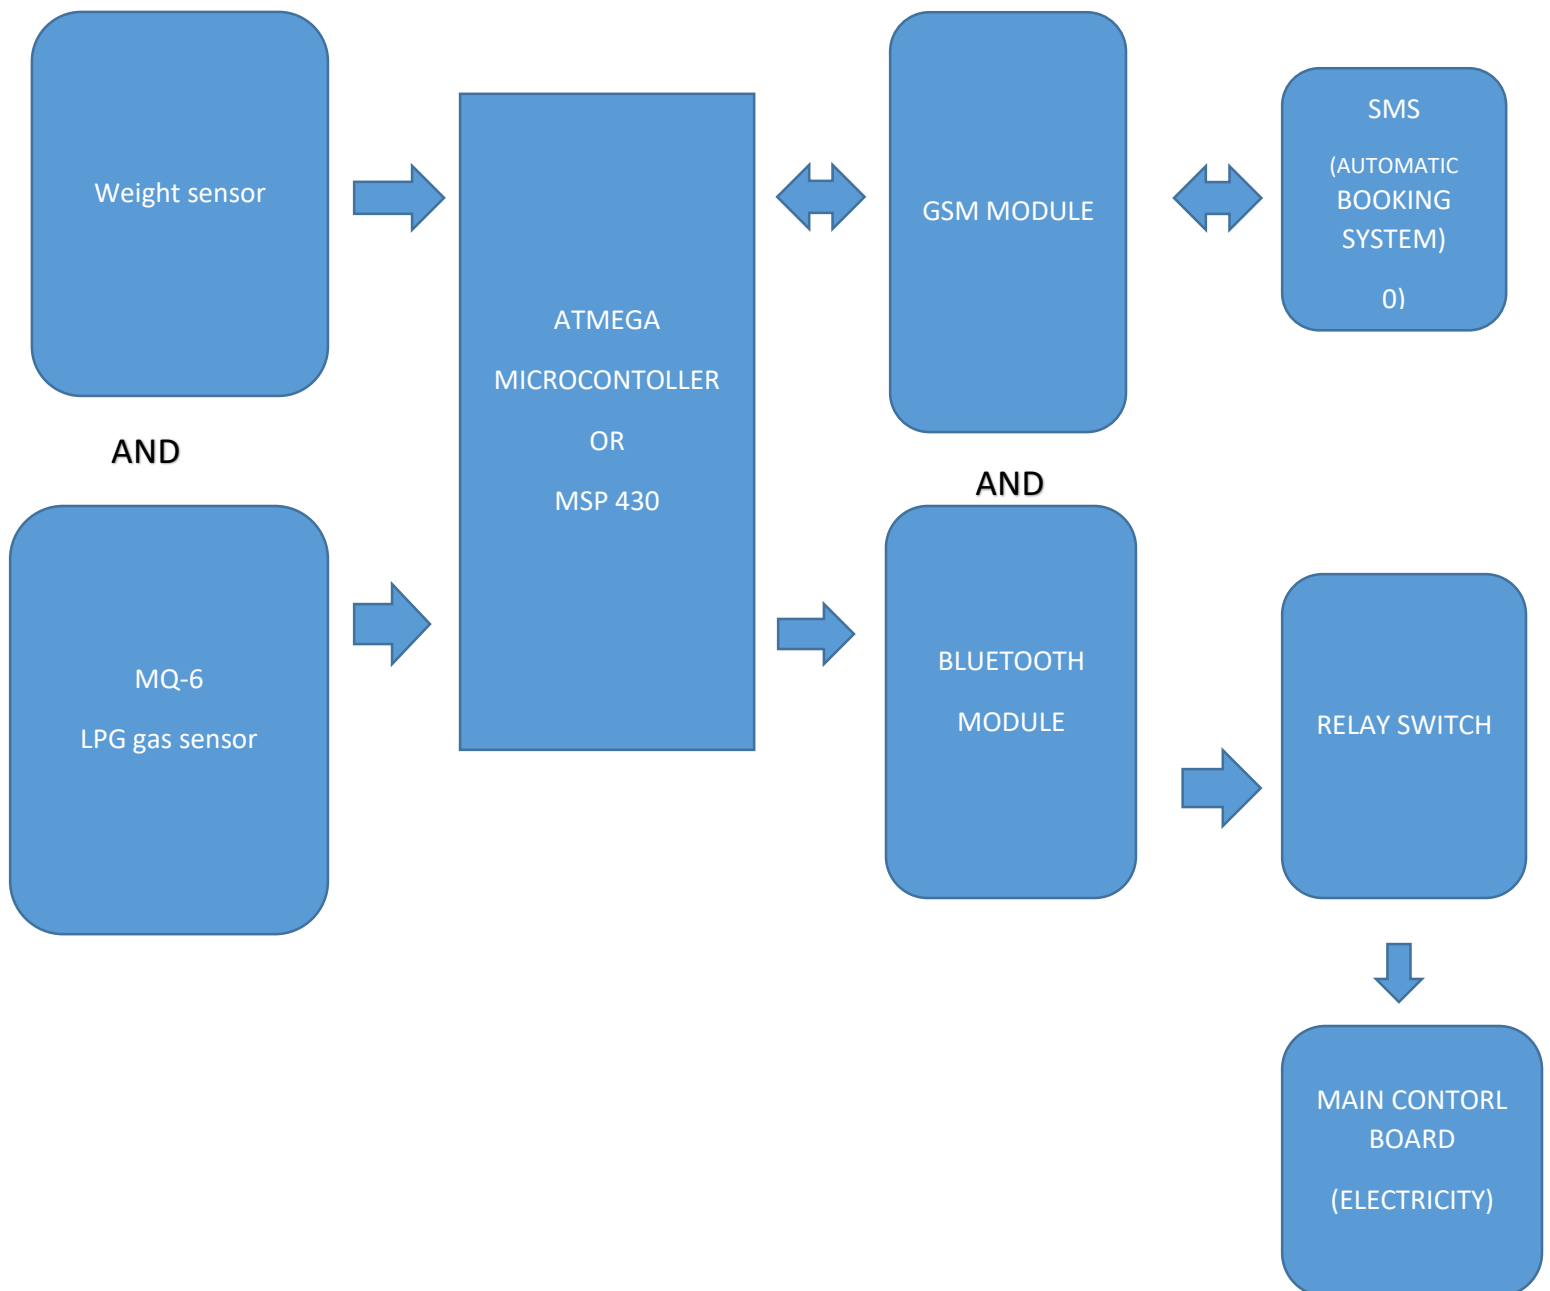 Weight sensor
AND
MQ-6
LPG gas sensor
ATMEGA
MICROCONTOLLER
OR
MSP 430
GSM MODULE
AND
BLUETOOTH
MODULE
SMS
(AUTOMATIC
BOOKING
SYSTEM)
0)
RELAY SWITCH
MAIN CONTORL
BOARD
(ELECTRICITY)